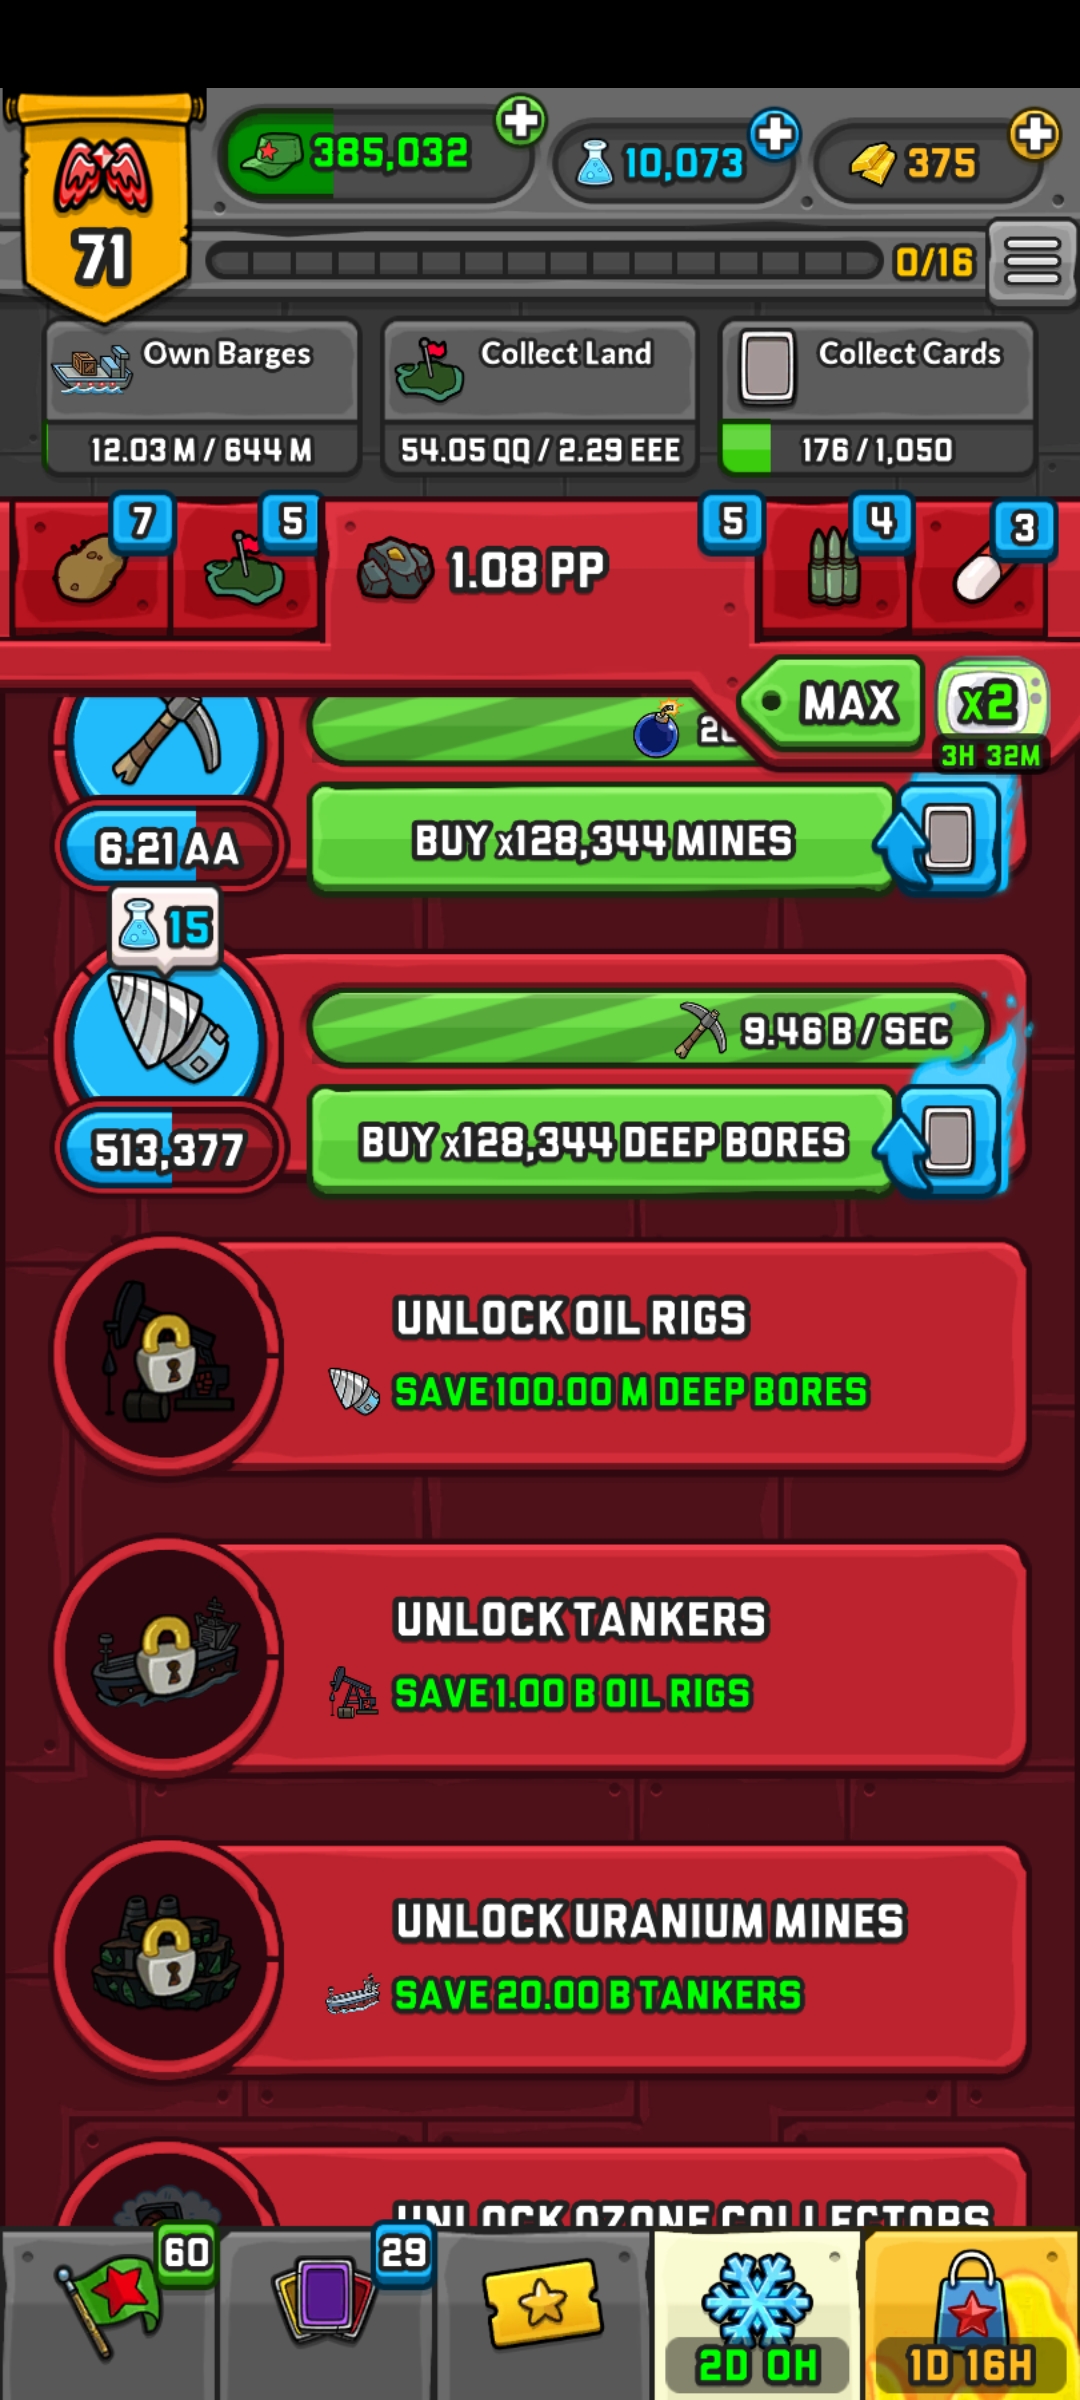 71
385,032
10,073
375
0/16
Own Barges
12.03 M / 644 M
Collect Land
54.05 QQ / 2.29 EEE
Collect Cards
176 / 1,050
7
5
1.08 PP
5
4
3
MAX
x2
3H 32M
6.21 AA
BUY x128,344 MINES
15
9.46 B / SEC
513,377
BUY x128,344 DEEP BORES
UNLOCK OIL RIGS
SAVE 100.00 M DEEP BORES
UNLOCK TANKERS
SAVE 1.00 B OIL RIGS
UNLOCK URANIUM MINES
SAVE 20.00 B TANKERS
UNLOCK OZONE COLLECTORS
60
29
2D 0H
1D 16H